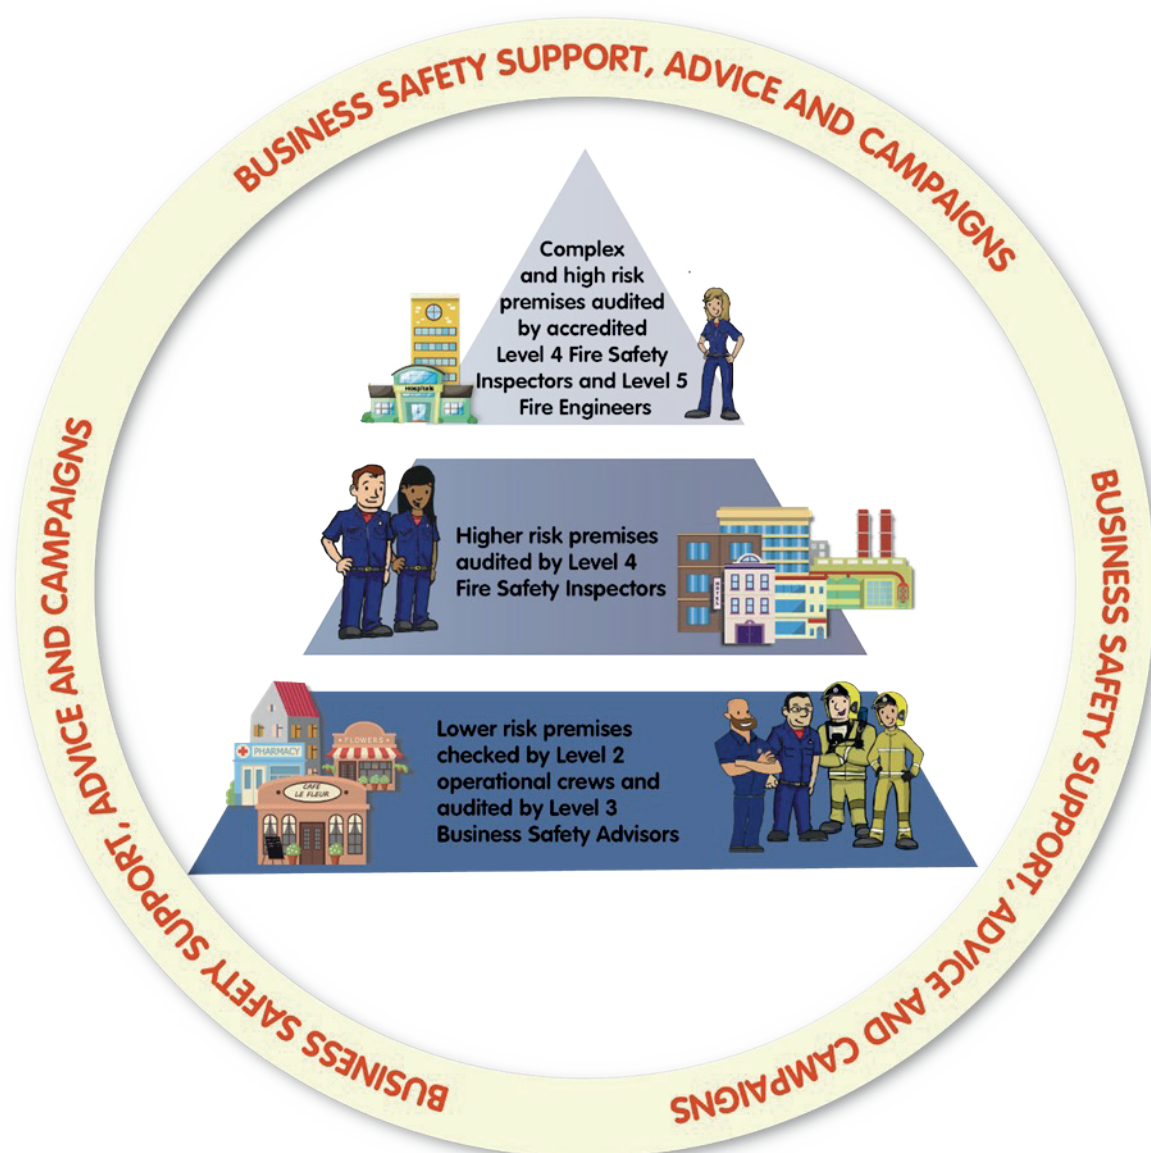 BUSINESS SAFETY SUPPORT, ADVICE AND CAMPAIGNS
Complex
and high risk
premises audited
by accredited
Level 4 Fire Safety
Inspectors and Level 5
Fire Engineers
Hospitals
Higher risk premises
audited by Level 4
Fire Safety Inspectors
HOTEL
Lower risk premises
checked by Level 2
operational crews and
audited by Level 3
Business Safety Advisors
PHARMACY
FLOWERS
CAFE
LE FLEUR
BUSINESS SAFETY SUPPORT, ADVICE AND CAMPAIGNS
BUSINESS SAFETY SUPPORT, ADVICE AND CAMPAIGNS